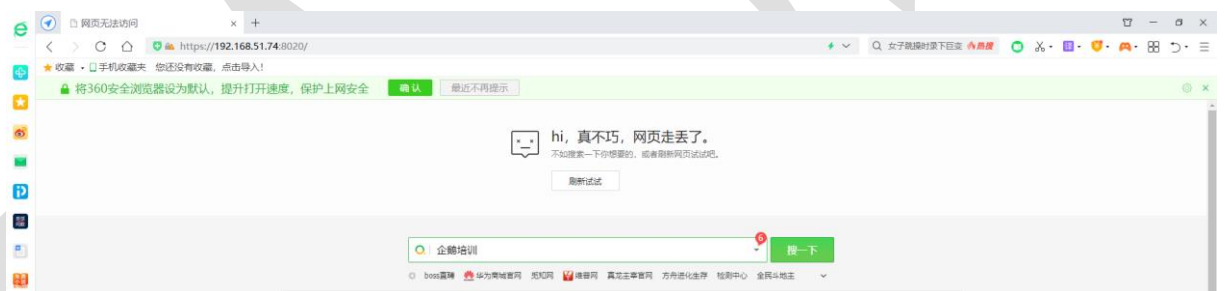 网页无法访问
https://192.168.51.74:8020/
女子跳操时录下巨变 热搜
收藏 手机收藏夹 您还没有收藏，点击导入！
将360安全浏览器设为默认，提升打开速度，保护上网安全 确认 最近不再提示
hi，真不巧，网页走丢了。
不如搜索一下你想要的，或者刷新网页试试吧。
刷新试试
企鹅培训 6 搜一下
boss直聘 华为商城官网 觅知网 维普网 真龙主宰官网 方舟进化生存 检测中心 全民斗地主